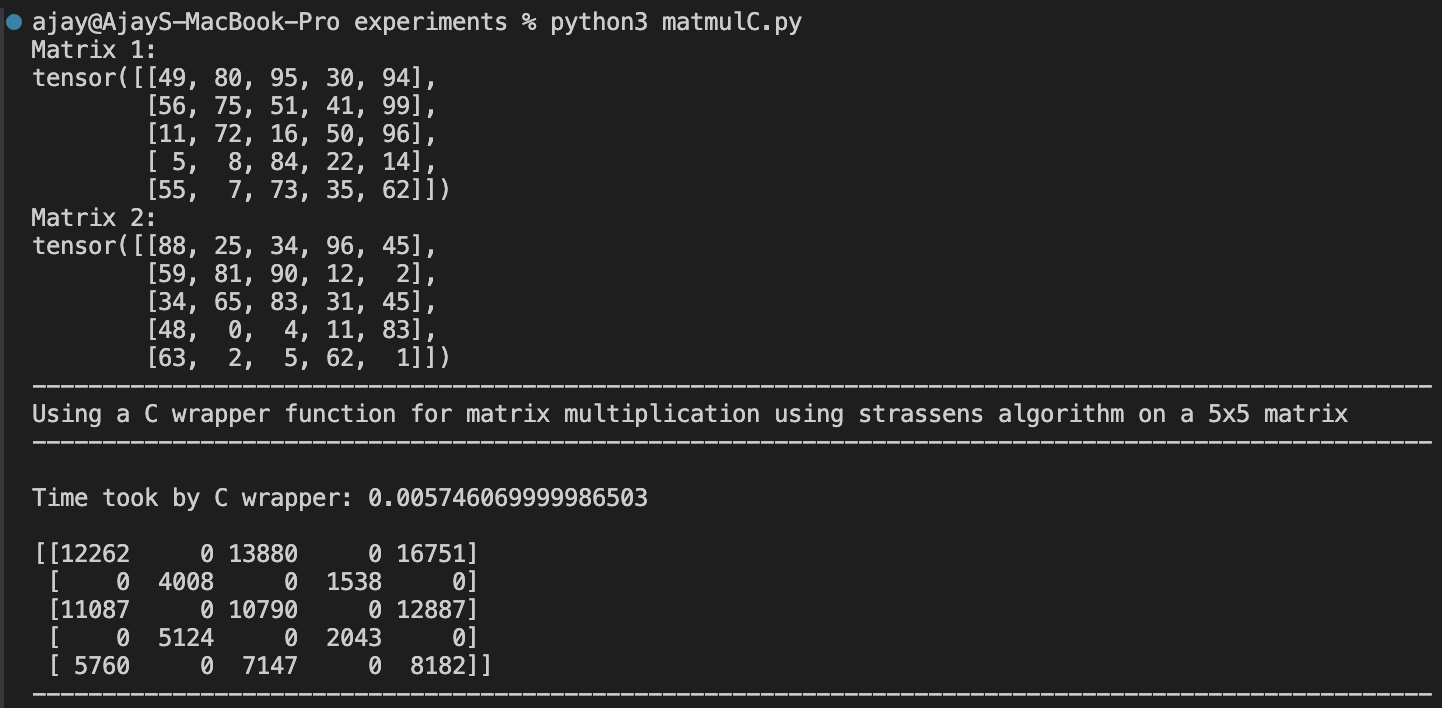 ajay@AjayS-MacBook-Pro experiments % python3 matmulC.py
Matrix 1:
tensor([[49, 80, 95, 30, 94],
        [56, 75, 51, 41, 99],
        [11, 72, 16, 50, 96],
        [ 5,  8, 84, 22, 14],
        [55,  7, 73, 35, 62]])
Matrix 2:
tensor([[88, 25, 34, 96, 45],
        [59, 81, 90, 12,  2],
        [34, 65, 83, 31, 45],
        [48,  0,  4, 11, 83],
        [63,  2,  5, 62,  1]])
----------------------------------------------------------------------------------------------------
Using a C wrapper function for matrix multiplication using strassens algorithm on a 5x5 matrix
----------------------------------------------------------------------------------------------------
Time took by C wrapper: 0.005746069999986503
[[12262     0 13880     0 16751]
 [    0  4008     0  1538     0]
 [11087     0 10790     0 12887]
 [    0  5124     0  2043     0]
 [ 5760     0  7147     0  8182]]
----------------------------------------------------------------------------------------------------